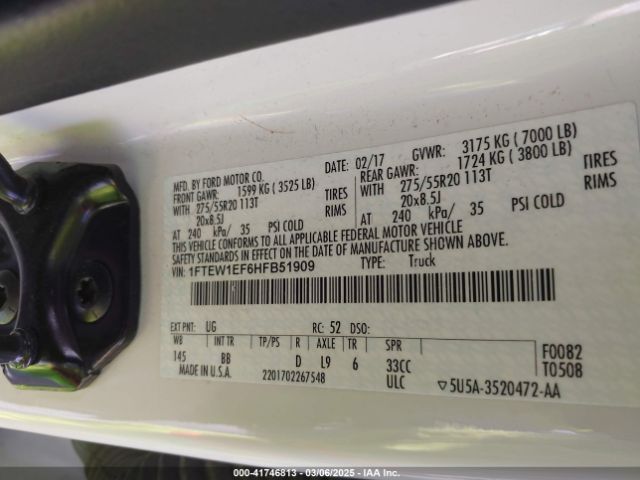 MFD. BY FORD MOTOR CO.
DATE: 02/17 GVWR: 3175 KG ( 7000 LB)
FRONT GAWR: 1599 KG ( 3525 LB)
REAR GAWR: 1724 KG ( 3800 LB)
WITH 275/55R20 113T TIRES
WITH 275/55R20 113T TIRES
20x8.5J RIMS
20x8.5J RIMS
AT 240 kPa/ 35 PSI COLD
AT 240 kPa/ 35 PSI COLD
THIS VEHICLE CONFORMS TO ALL APPLICABLE FEDERAL MOTOR VEHICLE
SAFETY STANDARDS IN EFFECT ON THE DATE OF MANUFACTURE SHOWN ABOVE.
VIN: 1FTEW1EF6HFB51909 TYPE: Truck
EXT PNT: UG RC: 52 DSO:
WB INT TR TP/PS R AXLE TR SPR
145 BB D L9 6 33CC
F0082
T0508
MADE IN U.S.A. 2201702267548 ULC
▽5U5A-3520472-AA
000-41746813 - 03/06/2025 - IAA Inc.